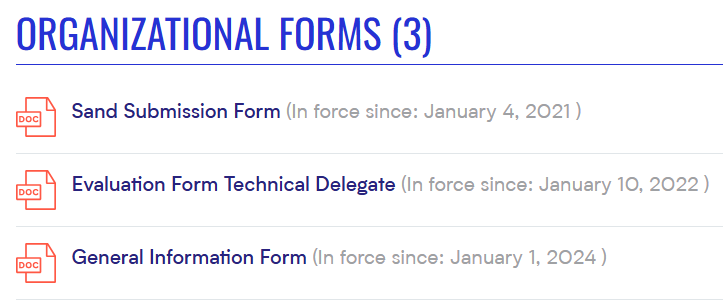 ORGANIZATIONAL FORMS (3)
DOC Sand Submission Form (In force since: January 4, 2021 )
DOC Evaluation Form Technical Delegate (In force since: January 10, 2022 )
DOC General Information Form (In force since: January 1, 2024 )